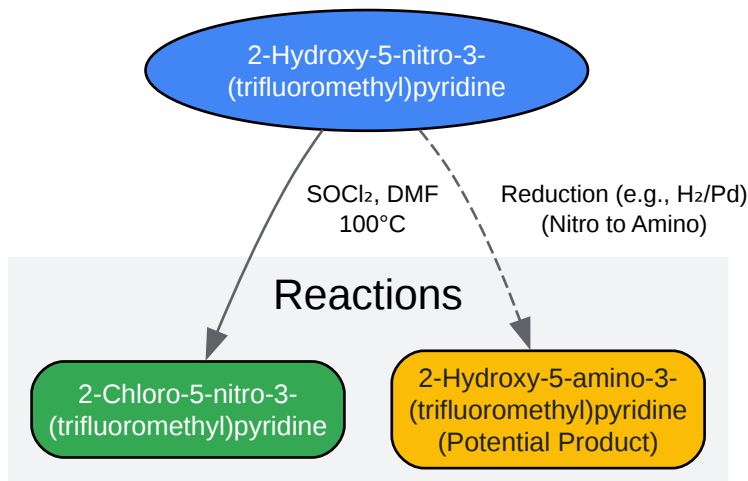 2-Hydroxy-5-nitro-3-
(trifluoromethyl)pyridine
SOCl₂, DMF
100°C
Reduction (e.g., H₂/Pd)
(Nitro to Amino)
Reactions
2-Chloro-5-nitro-3-
(trifluoromethyl)pyridine
2-Hydroxy-5-amino-3-
(trifluoromethyl)pyridine
(Potential Product)